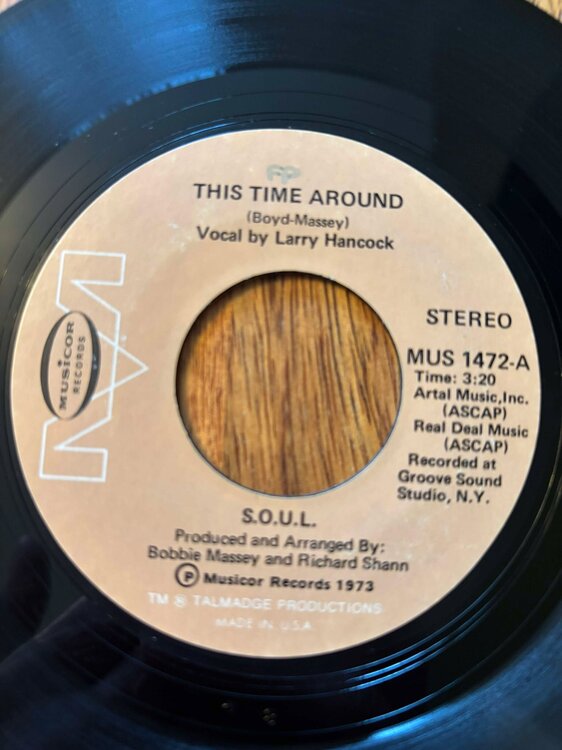 FP
THIS TIME AROUND
(Boyd-Massey)
Vocal by Larry Hancock
STEREO
MUS 1472-A
Time: 3:20
Artal Music,Inc.
(ASCAP)
Real Deal Music
(ASCAP)
Recorded at
Groove Sound
Studio, N.Y.
MUSICOR
RECORDS
S.O.U.L.
Produced and Arranged By:
Bobbie Massey and Richard Shann
Ⓟ Musicor Records 1973
TM ® TALMADGE PRODUCTIONS
MADE IN U.S.A